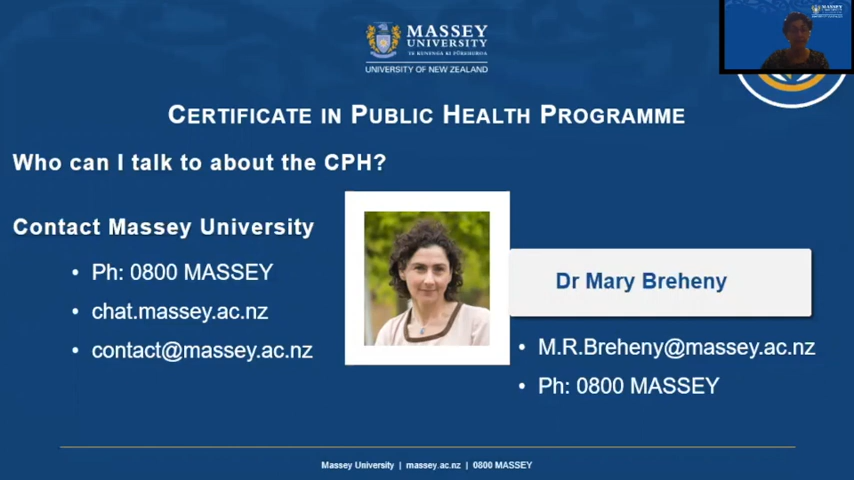 MASSEY
UNIVERSITY
TE KUNENGA KI PŪREHUROA
UNIVERSITY OF NEW ZEALAND
CERTIFICATE IN PUBLIC HEALTH PROGRAMME
Who can I talk to about the CPH?
Contact Massey University
• Ph: 0800 MASSEY
• chat.massey.ac.nz
• contact@massey.ac.nz
Dr Mary Breheny
• M.R.Breheny@massey.ac.nz
• Ph: 0800 MASSEY
Massey University | massey.ac.nz | 0800 MASSEY